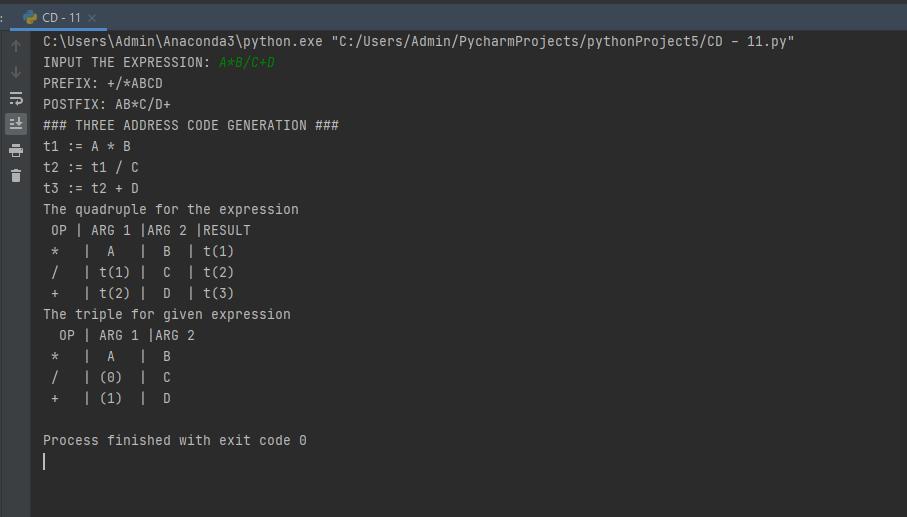 : CD - 11 ×
C:\Users\Admin\Anaconda3\python.exe "C:/Users/Admin/PycharmProjects/pythonProject5/CD - 11.py"
INPUT THE EXPRESSION: A*B/C+D
PREFIX: +/*ABCD
POSTFIX: AB*C/D+
### THREE ADDRESS CODE GENERATION ###
t1 := A * B
t2 := t1 / C
t3 := t2 + D
The quadruple for the expression
 OP | ARG 1 |ARG 2 |RESULT
 *   |  A   |  B  | t(1)
 /   | t(1) |  C  | t(2)
 +   | t(2) |  D  | t(3)
The triple for given expression
  OP | ARG 1 |ARG 2
 *   |  A   |  B
 /   | (0)  |  C
 +   | (1)  |  D
Process finished with exit code 0